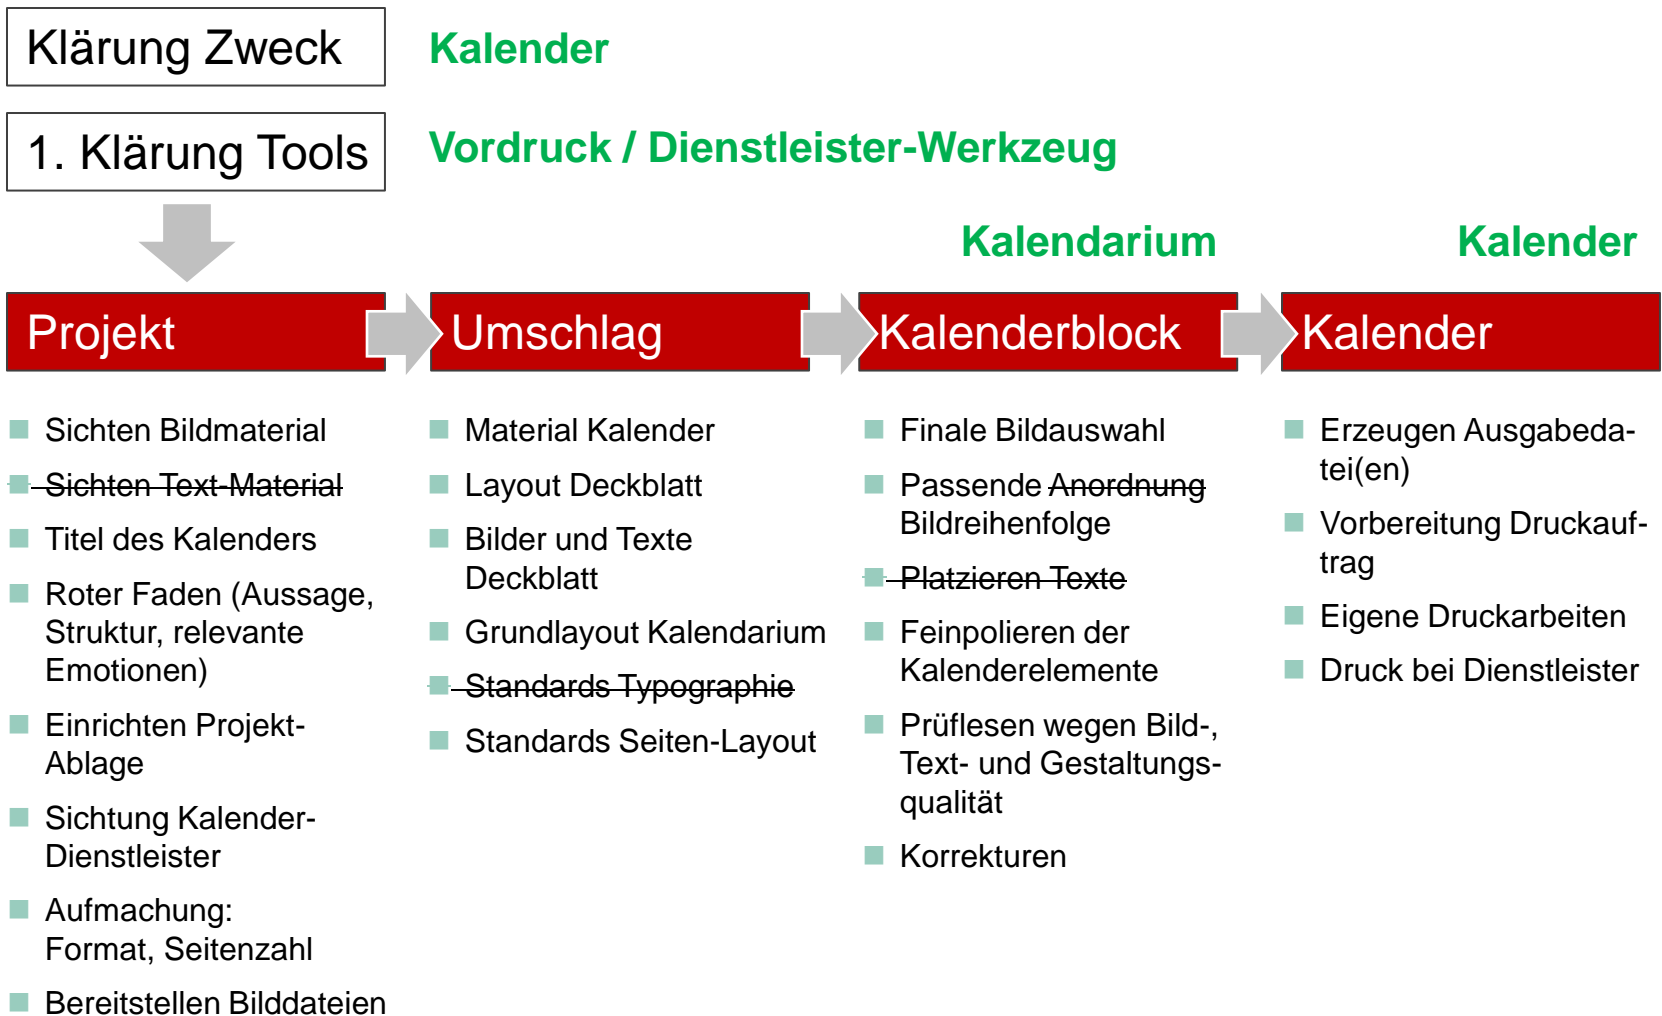 Klärung Zweck
Kalender
1. Klärung Tools
Vordruck / Dienstleister-Werkzeug
Kalendarium
Kalender
Projekt
Umschlag
Kalenderblock
Kalender
Sichten Bildmaterial
Sichten Text-Material
Titel des Kalenders
Roter Faden (Aussage,
Struktur, relevante
Emotionen)
Einrichten Projekt-
Ablage
Sichtung Kalender-
Dienstleister
Aufmachung:
Format, Seitenzahl
Bereitstellen Bilddateien
Material Kalender
Layout Deckblatt
Bilder und Texte
Deckblatt
Grundlayout Kalendarium
Standards Typographie
Standards Seiten-Layout
Finale Bildauswahl
Passende Anordnung
Bildreihenfolge
Platzieren Texte
Feinpolieren der
Kalenderelemente
Prüflesen wegen Bild-,
Text- und Gestaltungs-
qualität
Korrekturen
Erzeugen Ausgabeda-
tei(en)
Vorbereitung Druckauf-
trag
Eigene Druckarbeiten
Druck bei Dienstleister